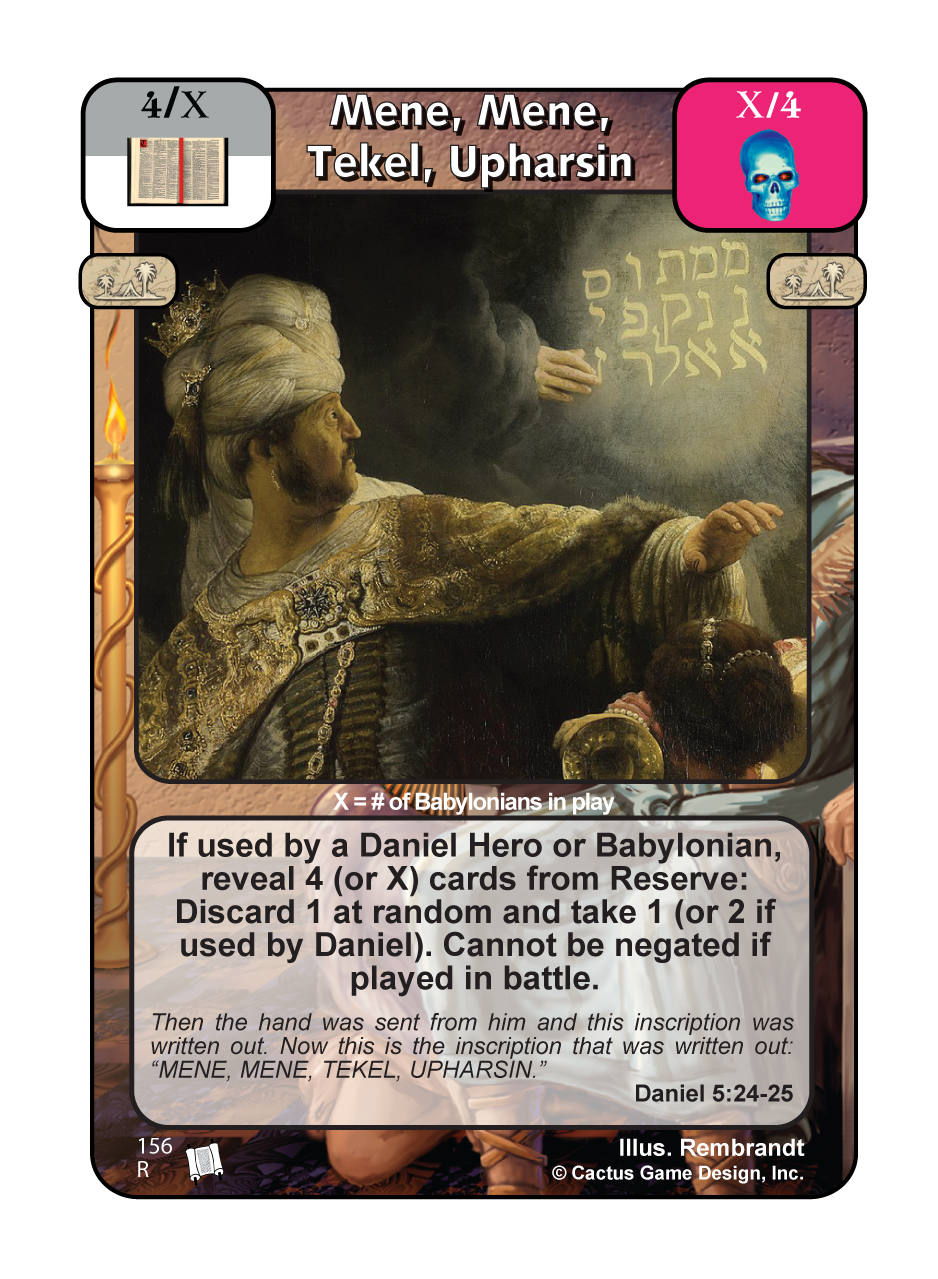 4/X
Mene, Mene,
Tekel, Upharsin
X/4
ממתוס
ננקפי
אאלרן
X = # of Babylonians in play
If used by a Daniel Hero or Babylonian,
reveal 4 (or X) cards from Reserve:
Discard 1 at random and take 1 (or 2 if
used by Daniel). Cannot be negated if
played in battle.
Then the hand was sent from him and this inscription was
written out. Now this is the inscription that was written out:
“MENE, MENE, TEKEL, UPHARSIN.”
Daniel 5:24-25
156
R
Illus. Rembrandt
© Cactus Game Design, Inc.